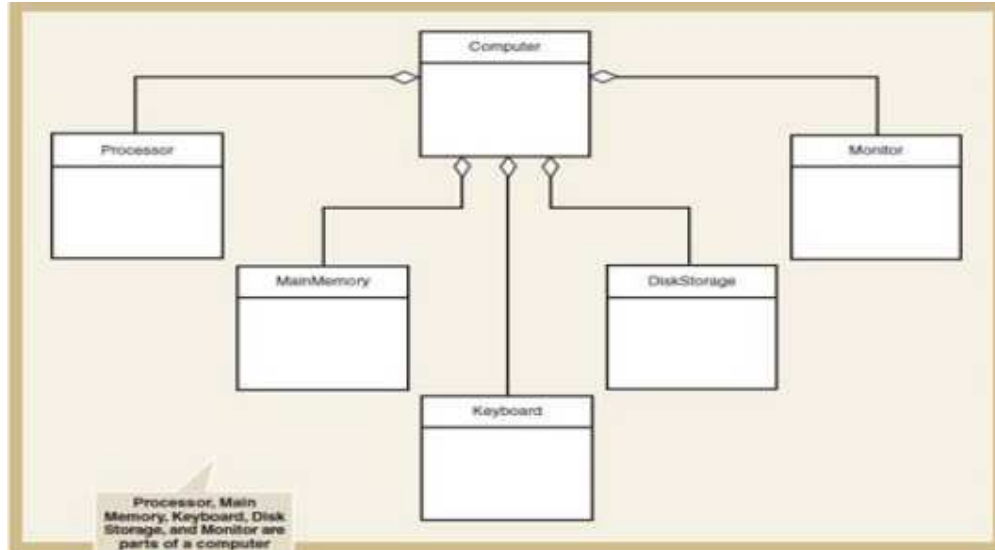 Computer
Processor
Monitor
MainMemory
DiskStorage
Keyboard
Processor, Main
Memory, Keyboard, Disk
Storage, and Monitor are
parts of a computer